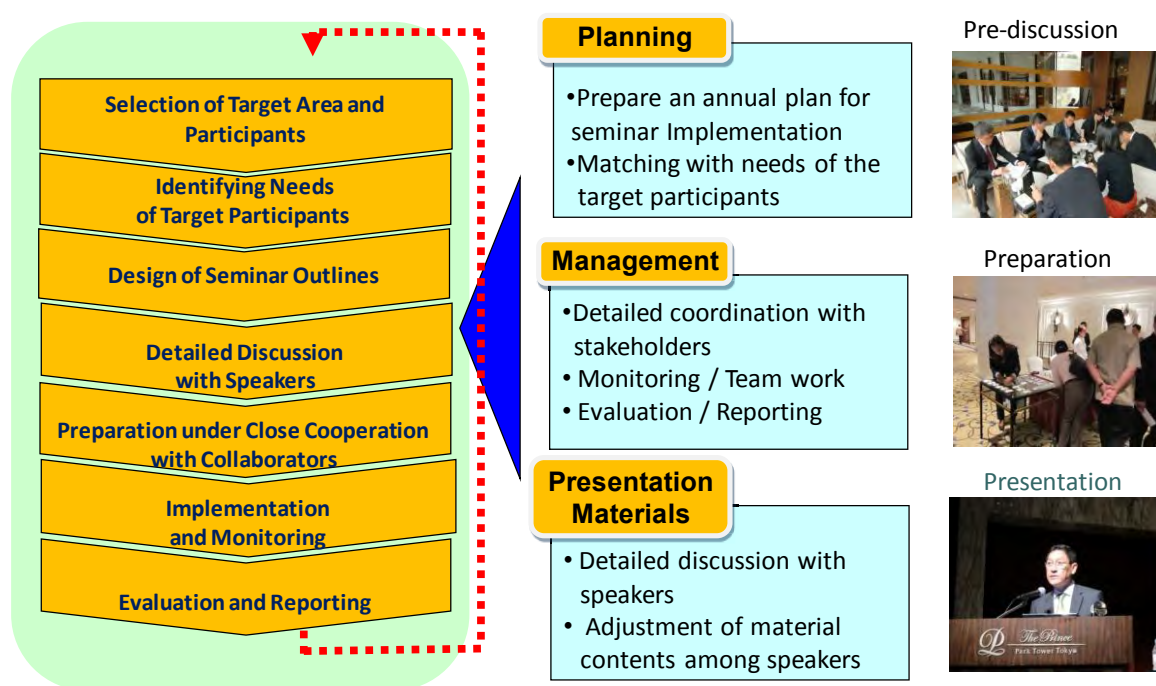 Selection of Target Area and
Participants
Identifying Needs
of Target Participants
Design of Seminar Outlines
Detailed Discussion
with Speakers
Preparation under Close Cooperation
with Collaborators
Implementation
and Monitoring
Evaluation and Reporting
Planning
•Prepare an annual plan for
seminar Implementation
•Matching with needs of the
target participants
Management
•Detailed coordination with
stakeholders
• Monitoring / Team work
• Evaluation / Reporting
Presentation
Materials
• Detailed discussion with
speakers
• Adjustment of material
contents among speakers
Pre-discussion
Preparation
Presentation
The Prince
Park Tower Tokyo